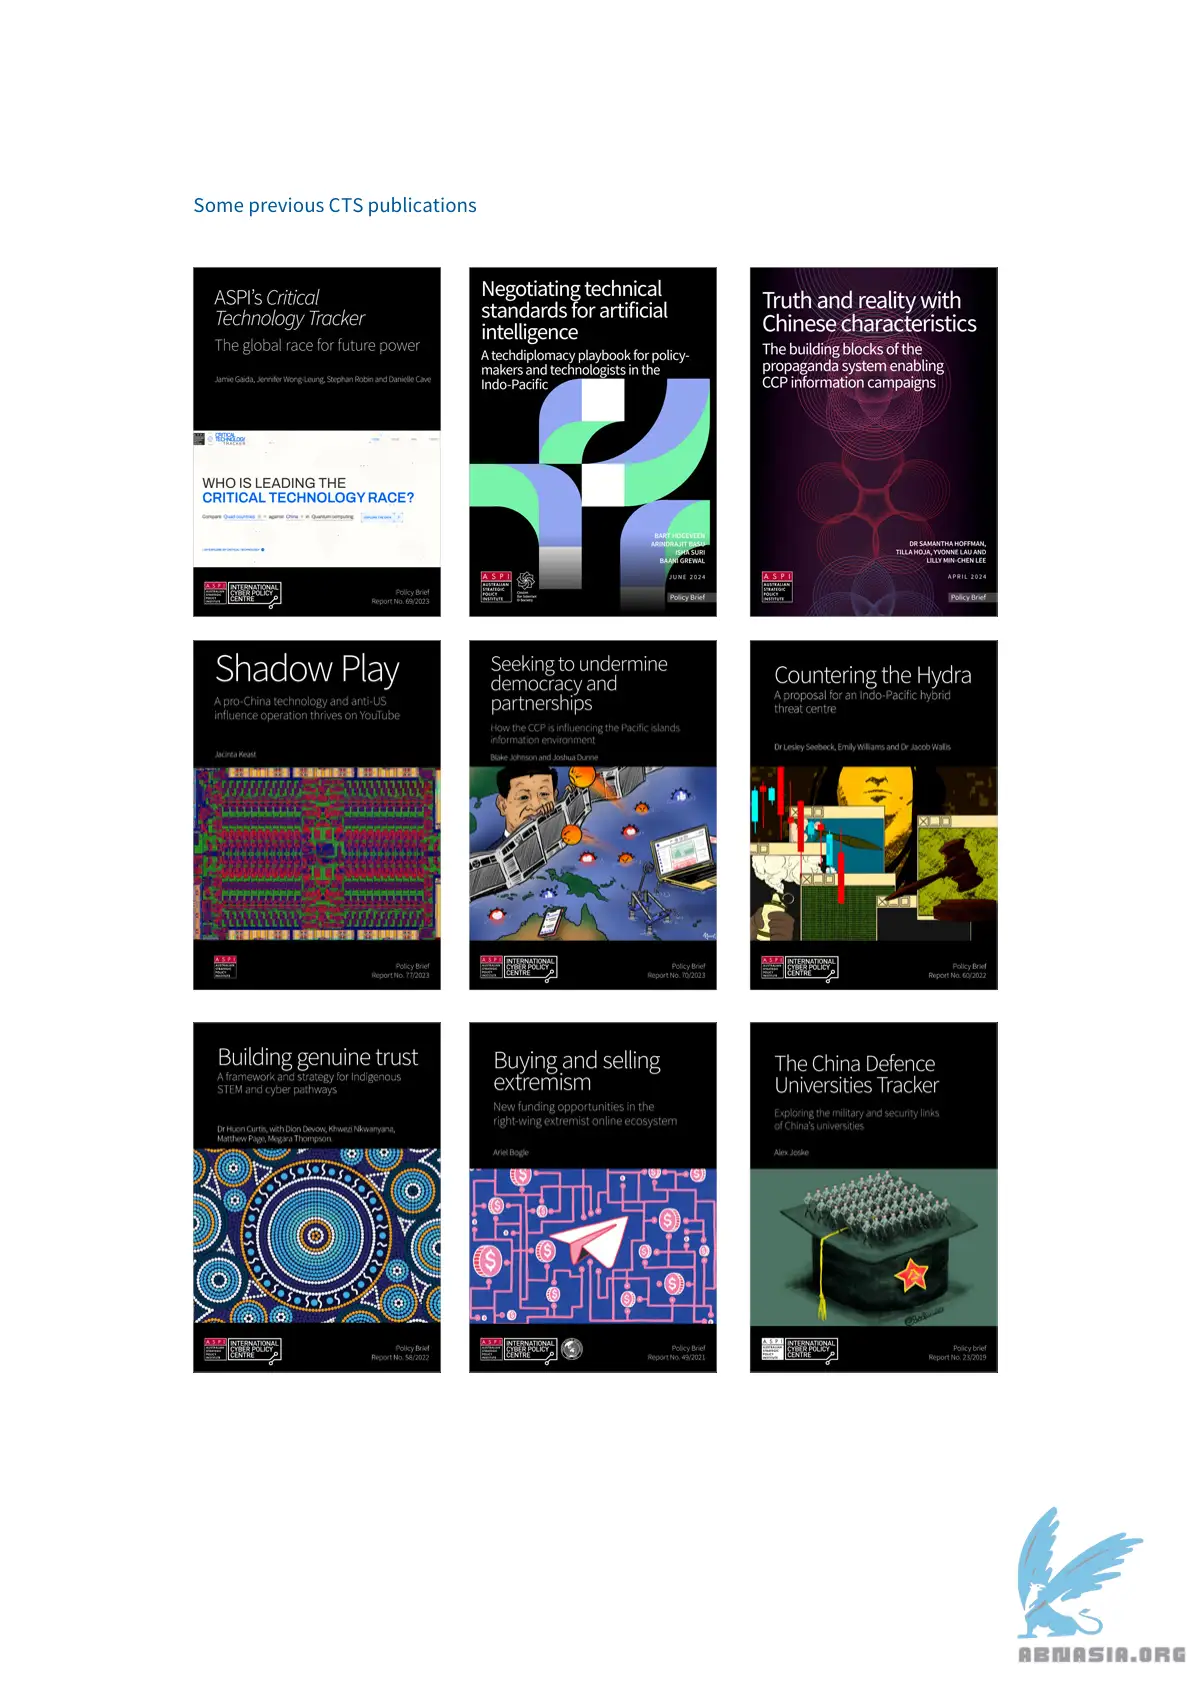 Some previous CTS publications
ASPI's Critical
Technology Tracker
The global race for future power
Jamie Gaida, Jennifer Wong-Leung, Stephan Robin and Danielle Cave
CRITICAL
TECHNOLOGY
TRACKER
WHO IS LEADING THE
CRITICAL TECHNOLOGY RACE?
Compare Quad countries against China in Quantum computing
ASPI
AUSTRALIAN
STRATEGIC
POLICY
INSTITUTE
INTERNATIONAL
CYBER POLICY
CENTRE
Policy Brief
Report No. 69/2023
Negotiating technical
standards for artificial
intelligence
A techdiplomacy playbook for policy-
makers and technologists in the
Indo-Pacific
BART HOGEVEEN
ARINDRAJIT BASU
ISHA SURI
BAANI GREWAL
JUNE 2024
ASPI
AUSTRALIAN
STRATEGIC
POLICY
INSTITUTE
Policy Brief
Truth and reality with
Chinese characteristics
The building blocks of the
propaganda system enabling
CCP information campaigns
DR SAMANTHA HOFFMAN,
TILLA HOJA, YVONNE LAU AND
LILLY MIN-CHEN LEE
APRIL 2024
ASPI
AUSTRALIAN
STRATEGIC
POLICY
INSTITUTE
Policy Brief
Shadow Play
A pro-China technology and anti-US
influence operation thrives on YouTube
Jacinta Keast
ASPI
AUSTRALIAN
STRATEGIC
POLICY
INSTITUTE
Policy Brief
Report No. 77/2023
Seeking to undermine
democracy and
partnerships
How the CCP is influencing the Pacific islands
information environment
Blake Johnson and Joshua Dunne
ASPI
AUSTRALIAN
STRATEGIC
POLICY
INSTITUTE
INTERNATIONAL
CYBER POLICY
CENTRE
Policy Brief
Report No. 70/2023
Countering the Hydra
A proposal for an Indo-Pacific hybrid
threat centre
Dr Lesley Seebeck, Emily Williams and Dr Jacob Wallis
ASPI
AUSTRALIAN
STRATEGIC
POLICY
INSTITUTE
INTERNATIONAL
CYBER POLICY
CENTRE
Policy Brief
Report No. 60/2022
Building genuine trust
A framework and strategy for Indigenous
STEM and cyber pathways
Dr Huon Curtis, with Dion Devow, Khwezi Nkwanyana,
Matthew Page, Megara Thompson.
ASPI
AUSTRALIAN
STRATEGIC
POLICY
INSTITUTE
INTERNATIONAL
CYBER POLICY
CENTRE
Policy Brief
Report No. 58/2022
Buying and selling
extremism
New funding opportunities in the
right-wing extremist online ecosystem
Ariel Bogle
ASPI
AUSTRALIAN
STRATEGIC
POLICY
INSTITUTE
INTERNATIONAL
CYBER POLICY
CENTRE
Policy Brief
Report No. 49/2021
The China Defence
Universities Tracker
Exploring the military and security links
of China's universities
Alex Joske
ASPI
AUSTRALIAN
STRATEGIC
POLICY
INSTITUTE
INTERNATIONAL
CYBER POLICY
CENTRE
Policy brief
Report No. 23/2019
ABNASIA.ORG